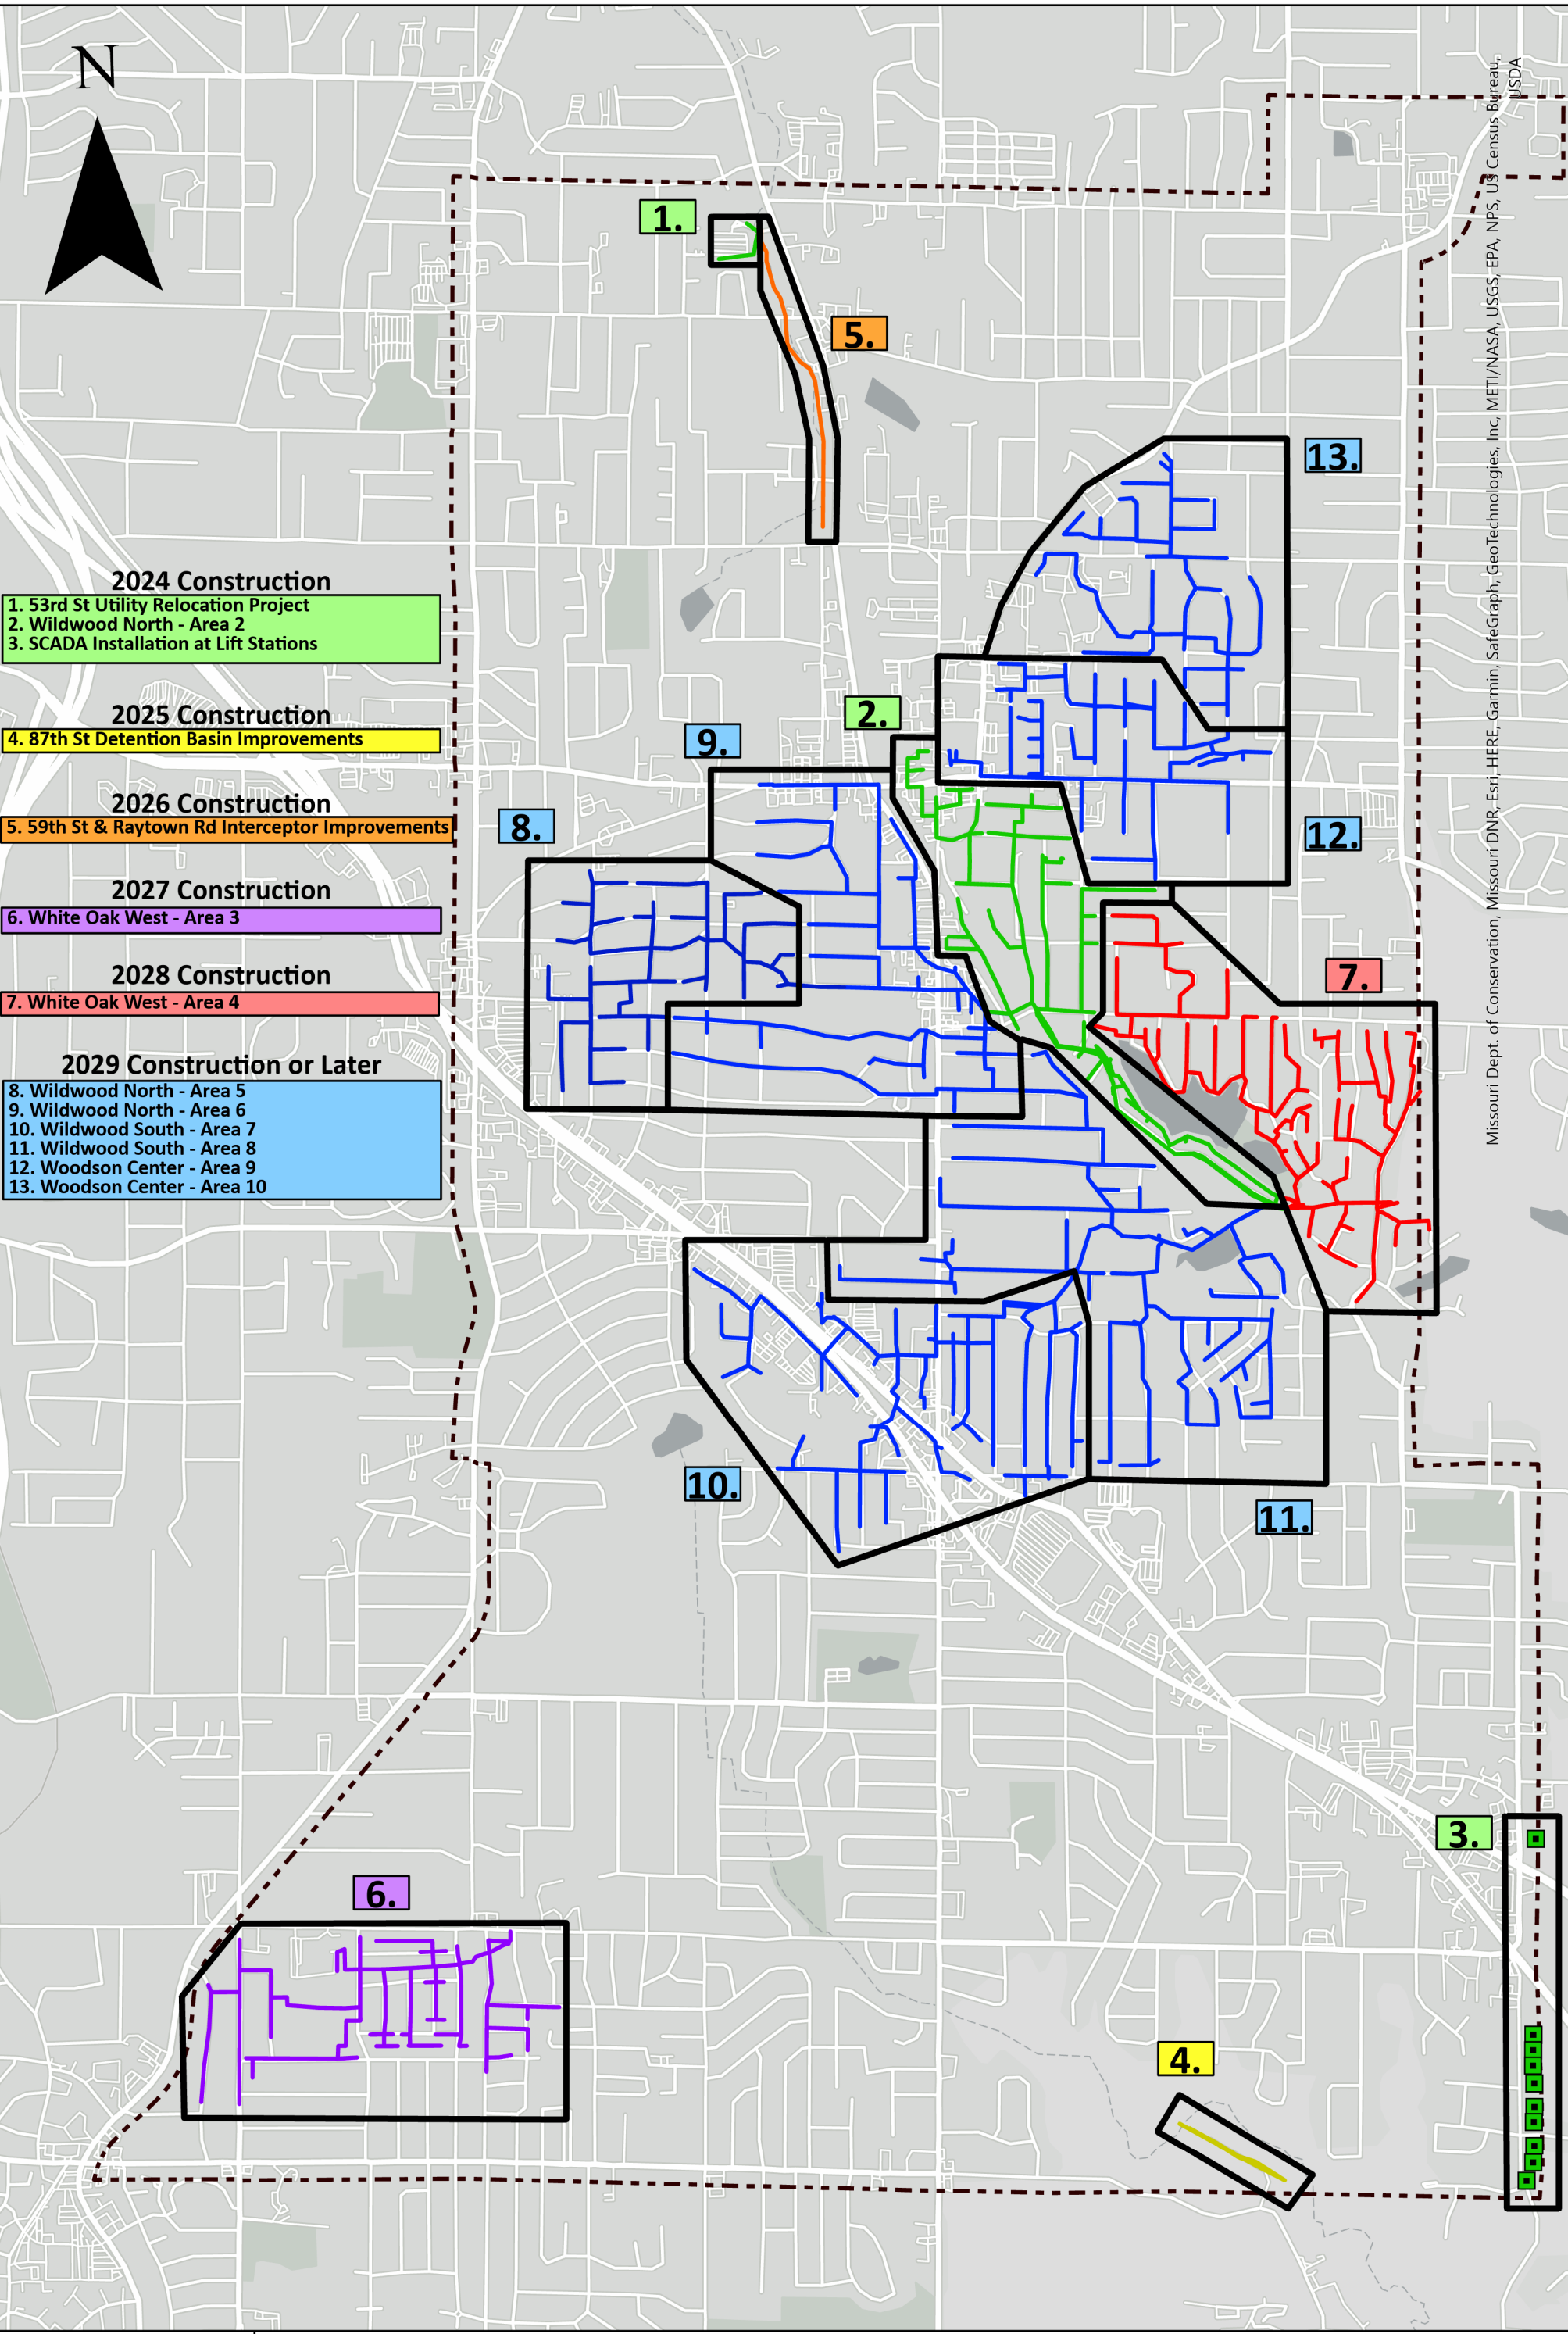 N
1.
5.
13.
2024 Construction
1. 53rd St Utility Relocation Project
2. Wildwood North - Area 2
3. SCADA Installation at Lift Stations
2025 Construction
4. 87th St Detention Basin Improvements
2026 Construction
5. 59th St & Raytown Rd Interceptor Improvements
2027 Construction
6. White Oak West - Area 3
2028 Construction
7. White Oak West - Area 4
2029 Construction or Later
8. Wildwood North - Area 5
9. Wildwood North - Area 6
10. Wildwood South - Area 7
11. Wildwood South - Area 8
12. Woodson Center - Area 9
13. Woodson Center - Area 10
2.
9.
8.
12.
7.
10.
11.
3.
6.
4.
Missouri Dept. of Conservation, Missouri DNR, Esri, HERE, Garmin, SafeGraph, GeoTechnologies, Inc, METI/NASA, USGS, EPA, NPS, US Census Bureau,
USDA